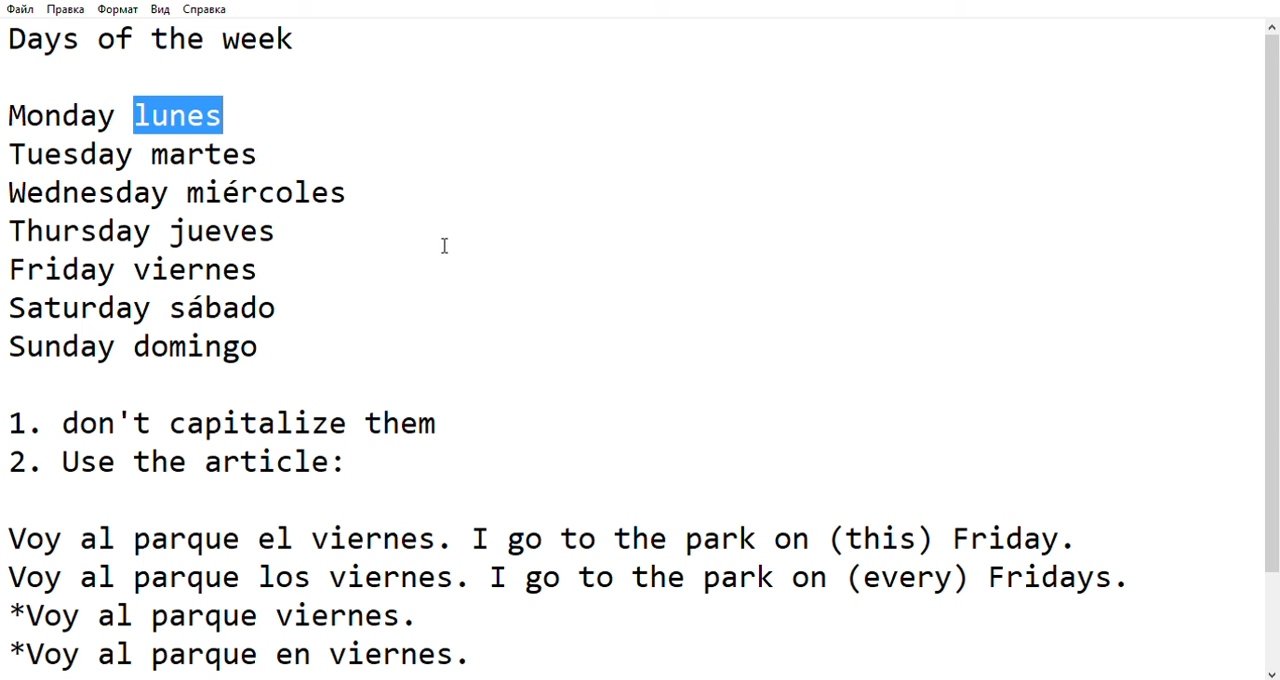 Файл Правка Формат Вид Справка
Days of the week
Monday lunes
Tuesday martes
Wednesday miércoles
Thursday jueves
Friday viernes
Saturday sábado
Sunday domingo
1. don't capitalize them
2. Use the article:
Voy al parque el viernes. I go to the park on (this) Friday.
Voy al parque los viernes. I go to the park on (every) Fridays.
*Voy al parque viernes.
*Voy al parque en viernes.